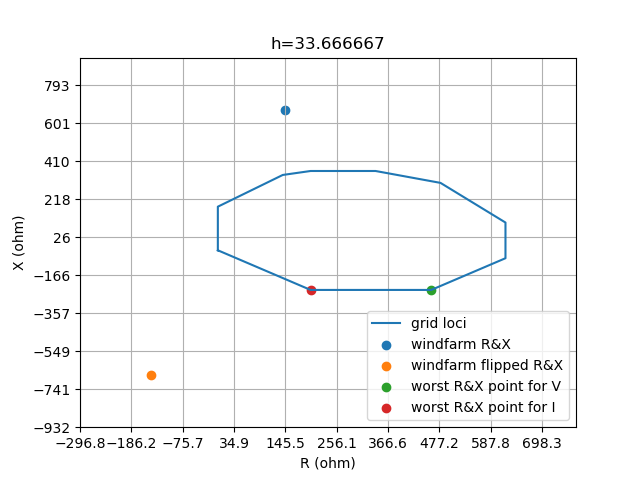 h=33.666667
X (ohm)
793
601
410
218
26
−166
−357
−549
−741
−932
grid loci
windfarm R&X
windfarm flipped R&X
worst R&X point for V
worst R&X point for I
−296.8 −186.2 −75.7 34.9 145.5 256.1 366.6 477.2 587.8 698.3
R (ohm)